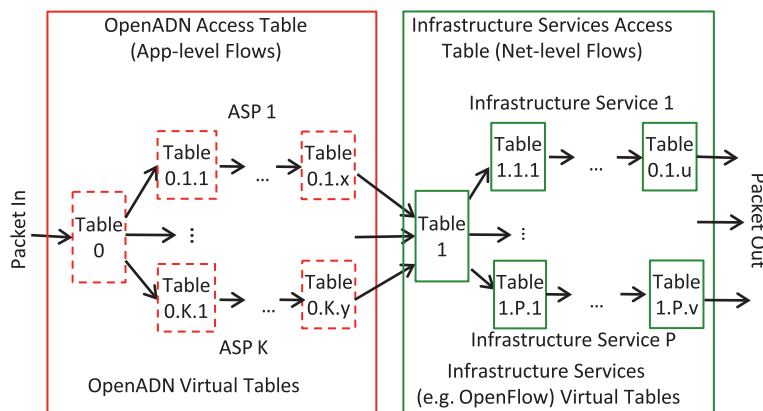 OpenADN Access Table
(App-level Flows)
Infrastructure Services Access
Table (Net-level Flows)
ASP 1
Infrastructure Service 1
Packet In
Table
0
Table
0.1.1
...
Table
0.1.x
...
Table
0.K.1
...
Table
0.K.y
ASP K
OpenADN Virtual Tables
Table
1
Table
1.1.1
...
Table
0.1.u
...
Table
1.P.1
...
Table
1.P.v
Packet Out
Infrastructure Service P
Infrastructure Services
(e.g. OpenFlow) Virtual Tables